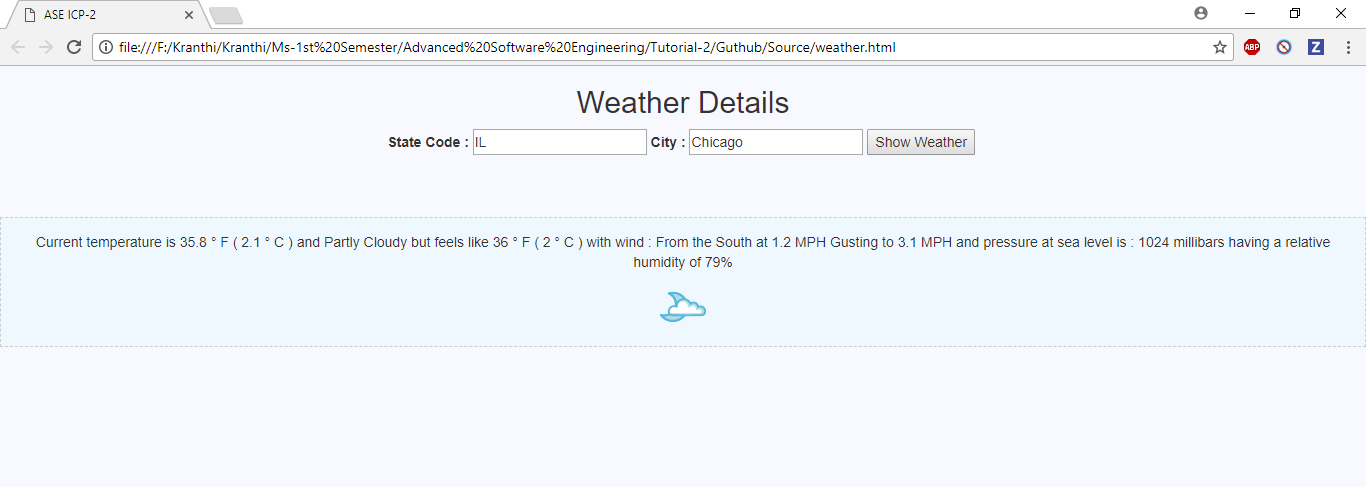 ASE ICP-2
file:///F:/Kranthi/Kranthi/Ms-1st%20Semester/Advanced%20Software%20Engineering/Tutorial-2/Guthub/Source/weather.html
ABP
Z
Weather Details
State Code : IL City : Chicago Show Weather
Current temperature is 35.8 ° F ( 2.1 ° C ) and Partly Cloudy but feels like 36 ° F ( 2 ° C ) with wind : From the South at 1.2 MPH Gusting to 3.1 MPH and pressure at sea level is : 1024 millibars having a relative
humidity of 79%